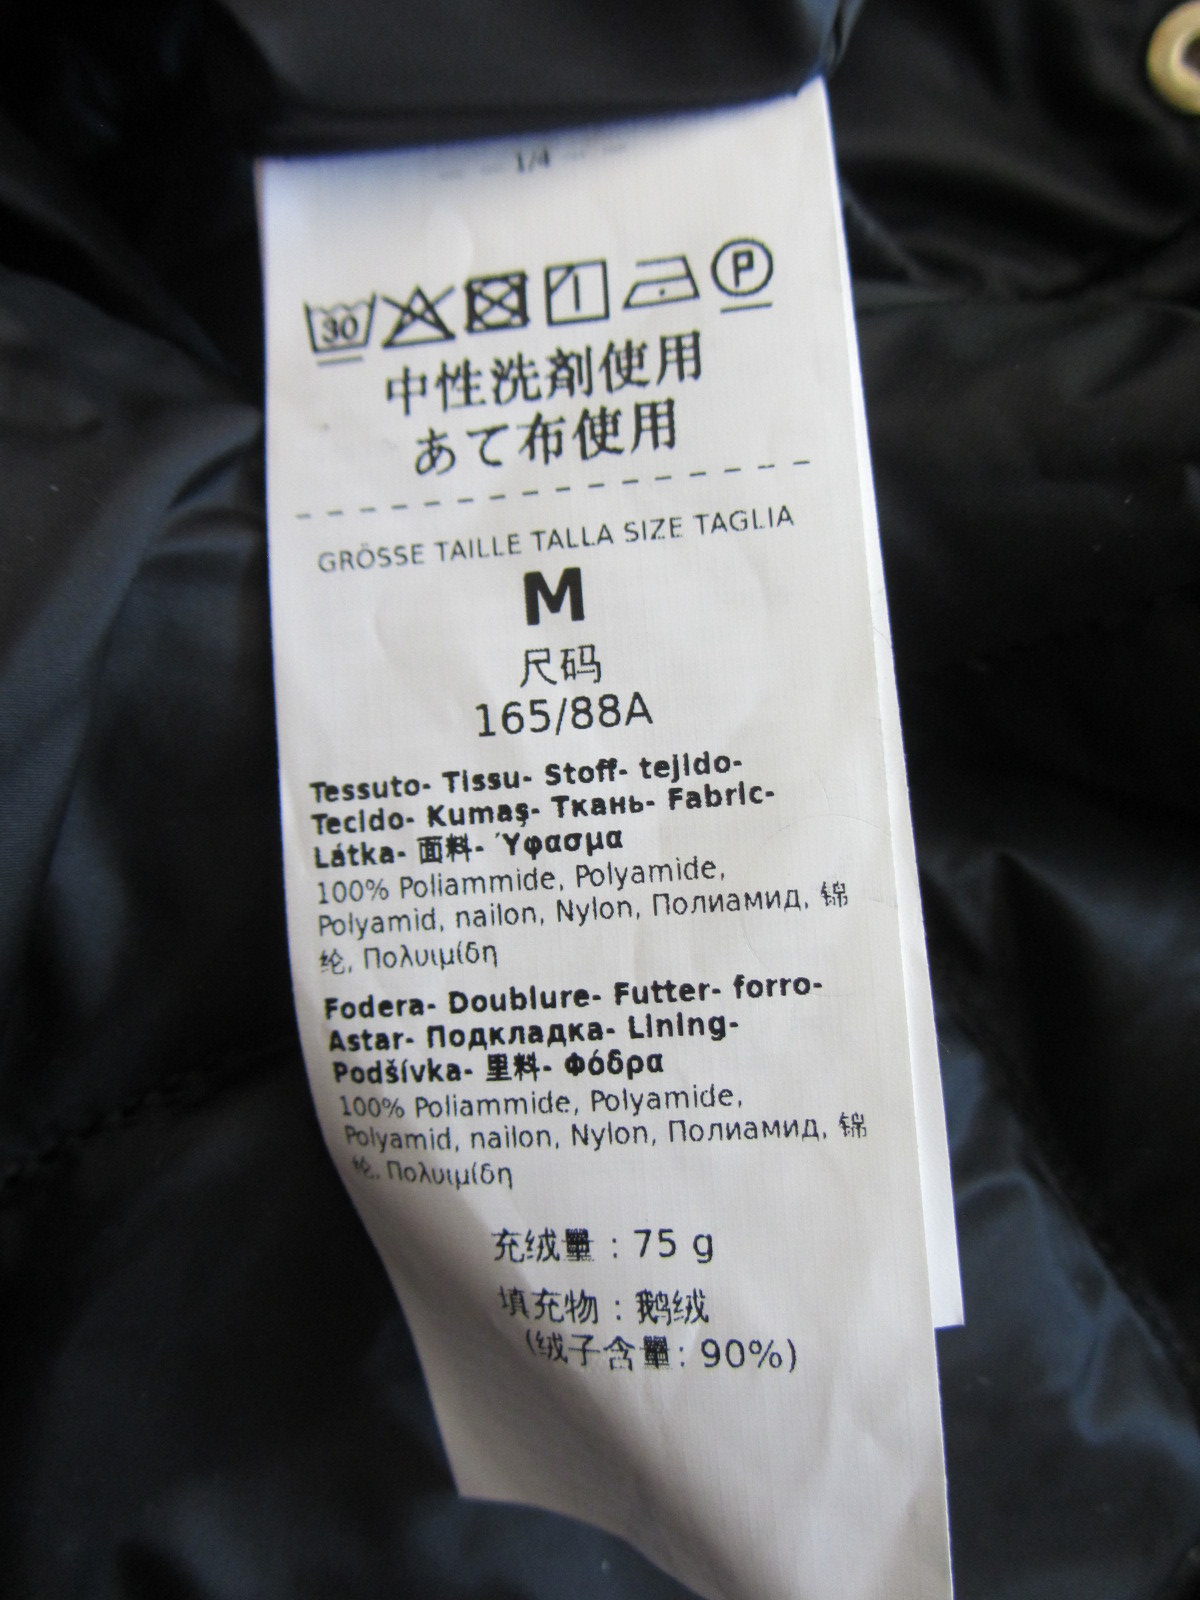 1/4
30 P
中性洗剤使用
あて布使用
GRÖSSE TAILLE TALLA SIZE TAGLIA
M
尺码
165/88A
Tessuto- Tissu- Stoff- tejido-
Tecido- Kumaş- Ткань- Fabric-
Látka- 面料- Ύφασμα
100% Poliammide, Polyamide,
Polyamid, nailon, Nylon, Полиамид, 锦
纶, Πολυιμίδη
Fodera- Doublure- Futter- forro-
Astar- Подкладка- Lining-
Podšívka- 里料- Φόδρα
100% Poliammide, Polyamide,
Polyamid, nailon, Nylon, Полиамид, 锦
纶, Πολυιμίδη
充绒量 : 75 g
填充物 : 鹅绒
(绒子含量: 90%)